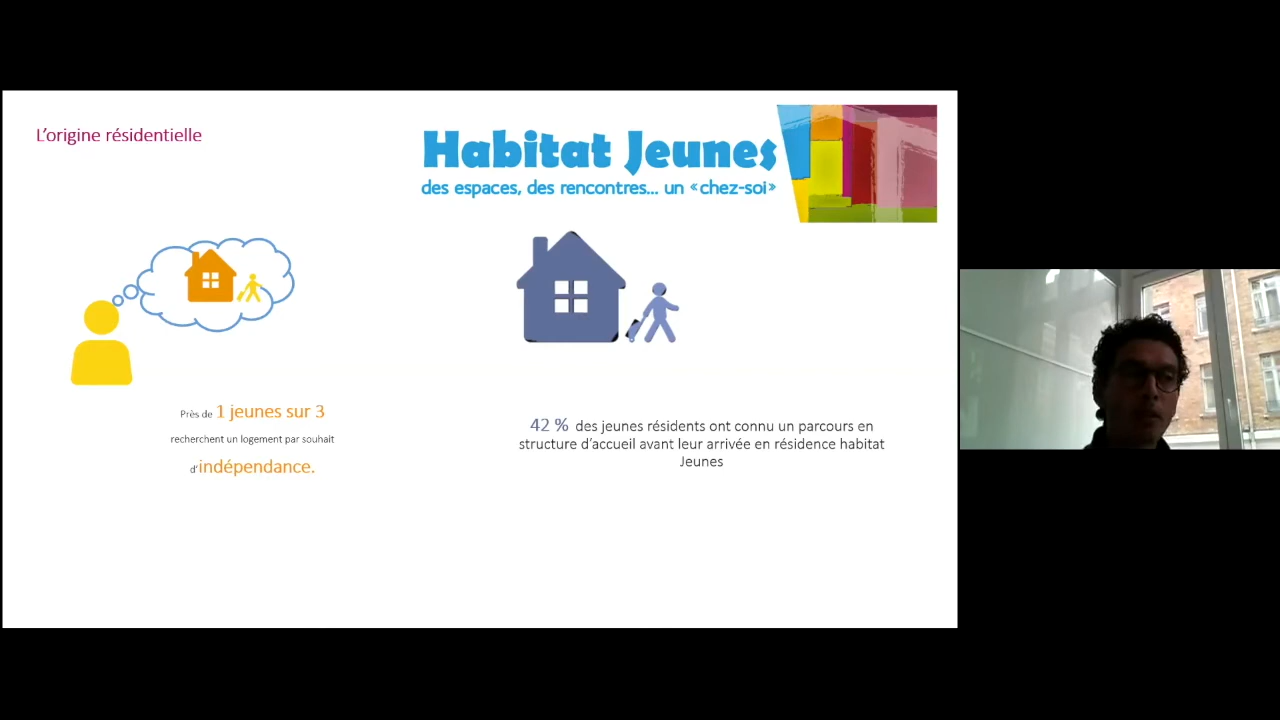 L'origine résidentielle
Habitat Jeunes
des espaces, des rencontres... un «chez-soi»
Près de 1 jeunes sur 3
recherchent un logement par souhait
d'indépendance.
42 % des jeunes résidents ont connu un parcours en
structure d'accueil avant leur arrivée en résidence habitat
Jeunes